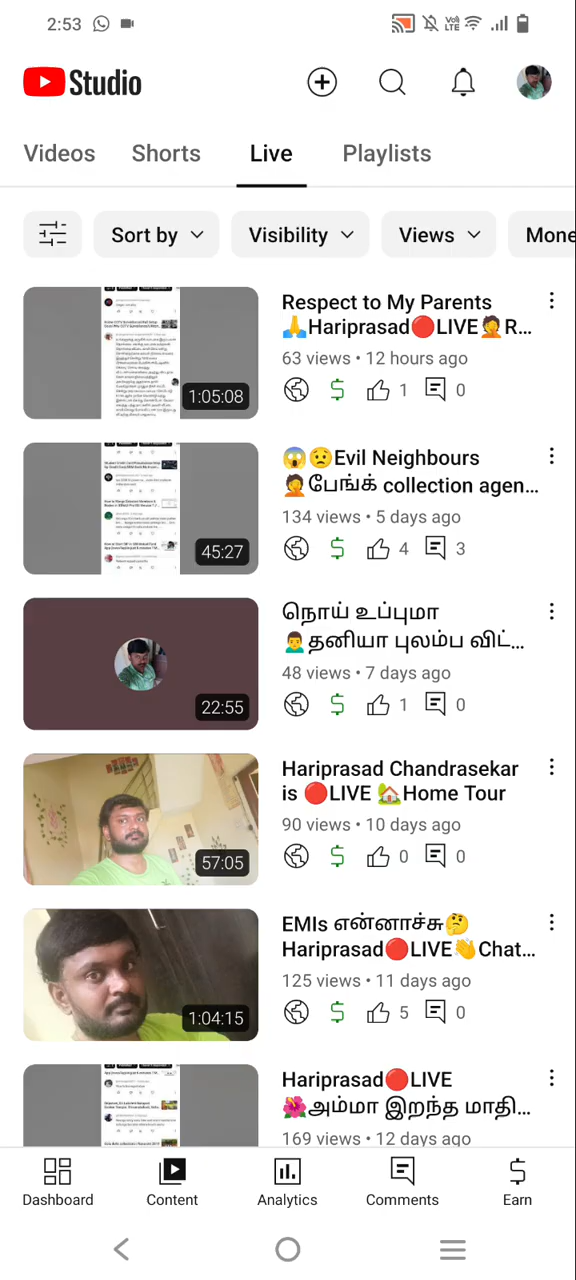 2:53
Vo)
LTE
Studio
Videos Shorts Live Playlists
Sort by Visibility Views Mone
Respect to My Parents
🙏Hariprasad🔴LIVE🤦R...
63 views • 12 hours ago
1:05:08
1 0
😱😟Evil Neighbours
🤦பேங்க் collection agen...
134 views • 5 days ago
45:27
4 3
நொய் உப்புமா
🤷‍♂️தனியா புலம்ப விட்...
48 views • 7 days ago
22:55
1 0
Hariprasad Chandrasekar
is 🔴LIVE 🏡Home Tour
90 views • 10 days ago
57:05
0 0
EMIs என்னாச்சு🤔
Hariprasad🔴LIVE👋Chat...
125 views • 11 days ago
1:04:15
5 0
Hariprasad🔴LIVE
🌺அம்மா இறந்த மாதி...
169 views • 12 days ago
Dashboard Content Analytics Comments Earn